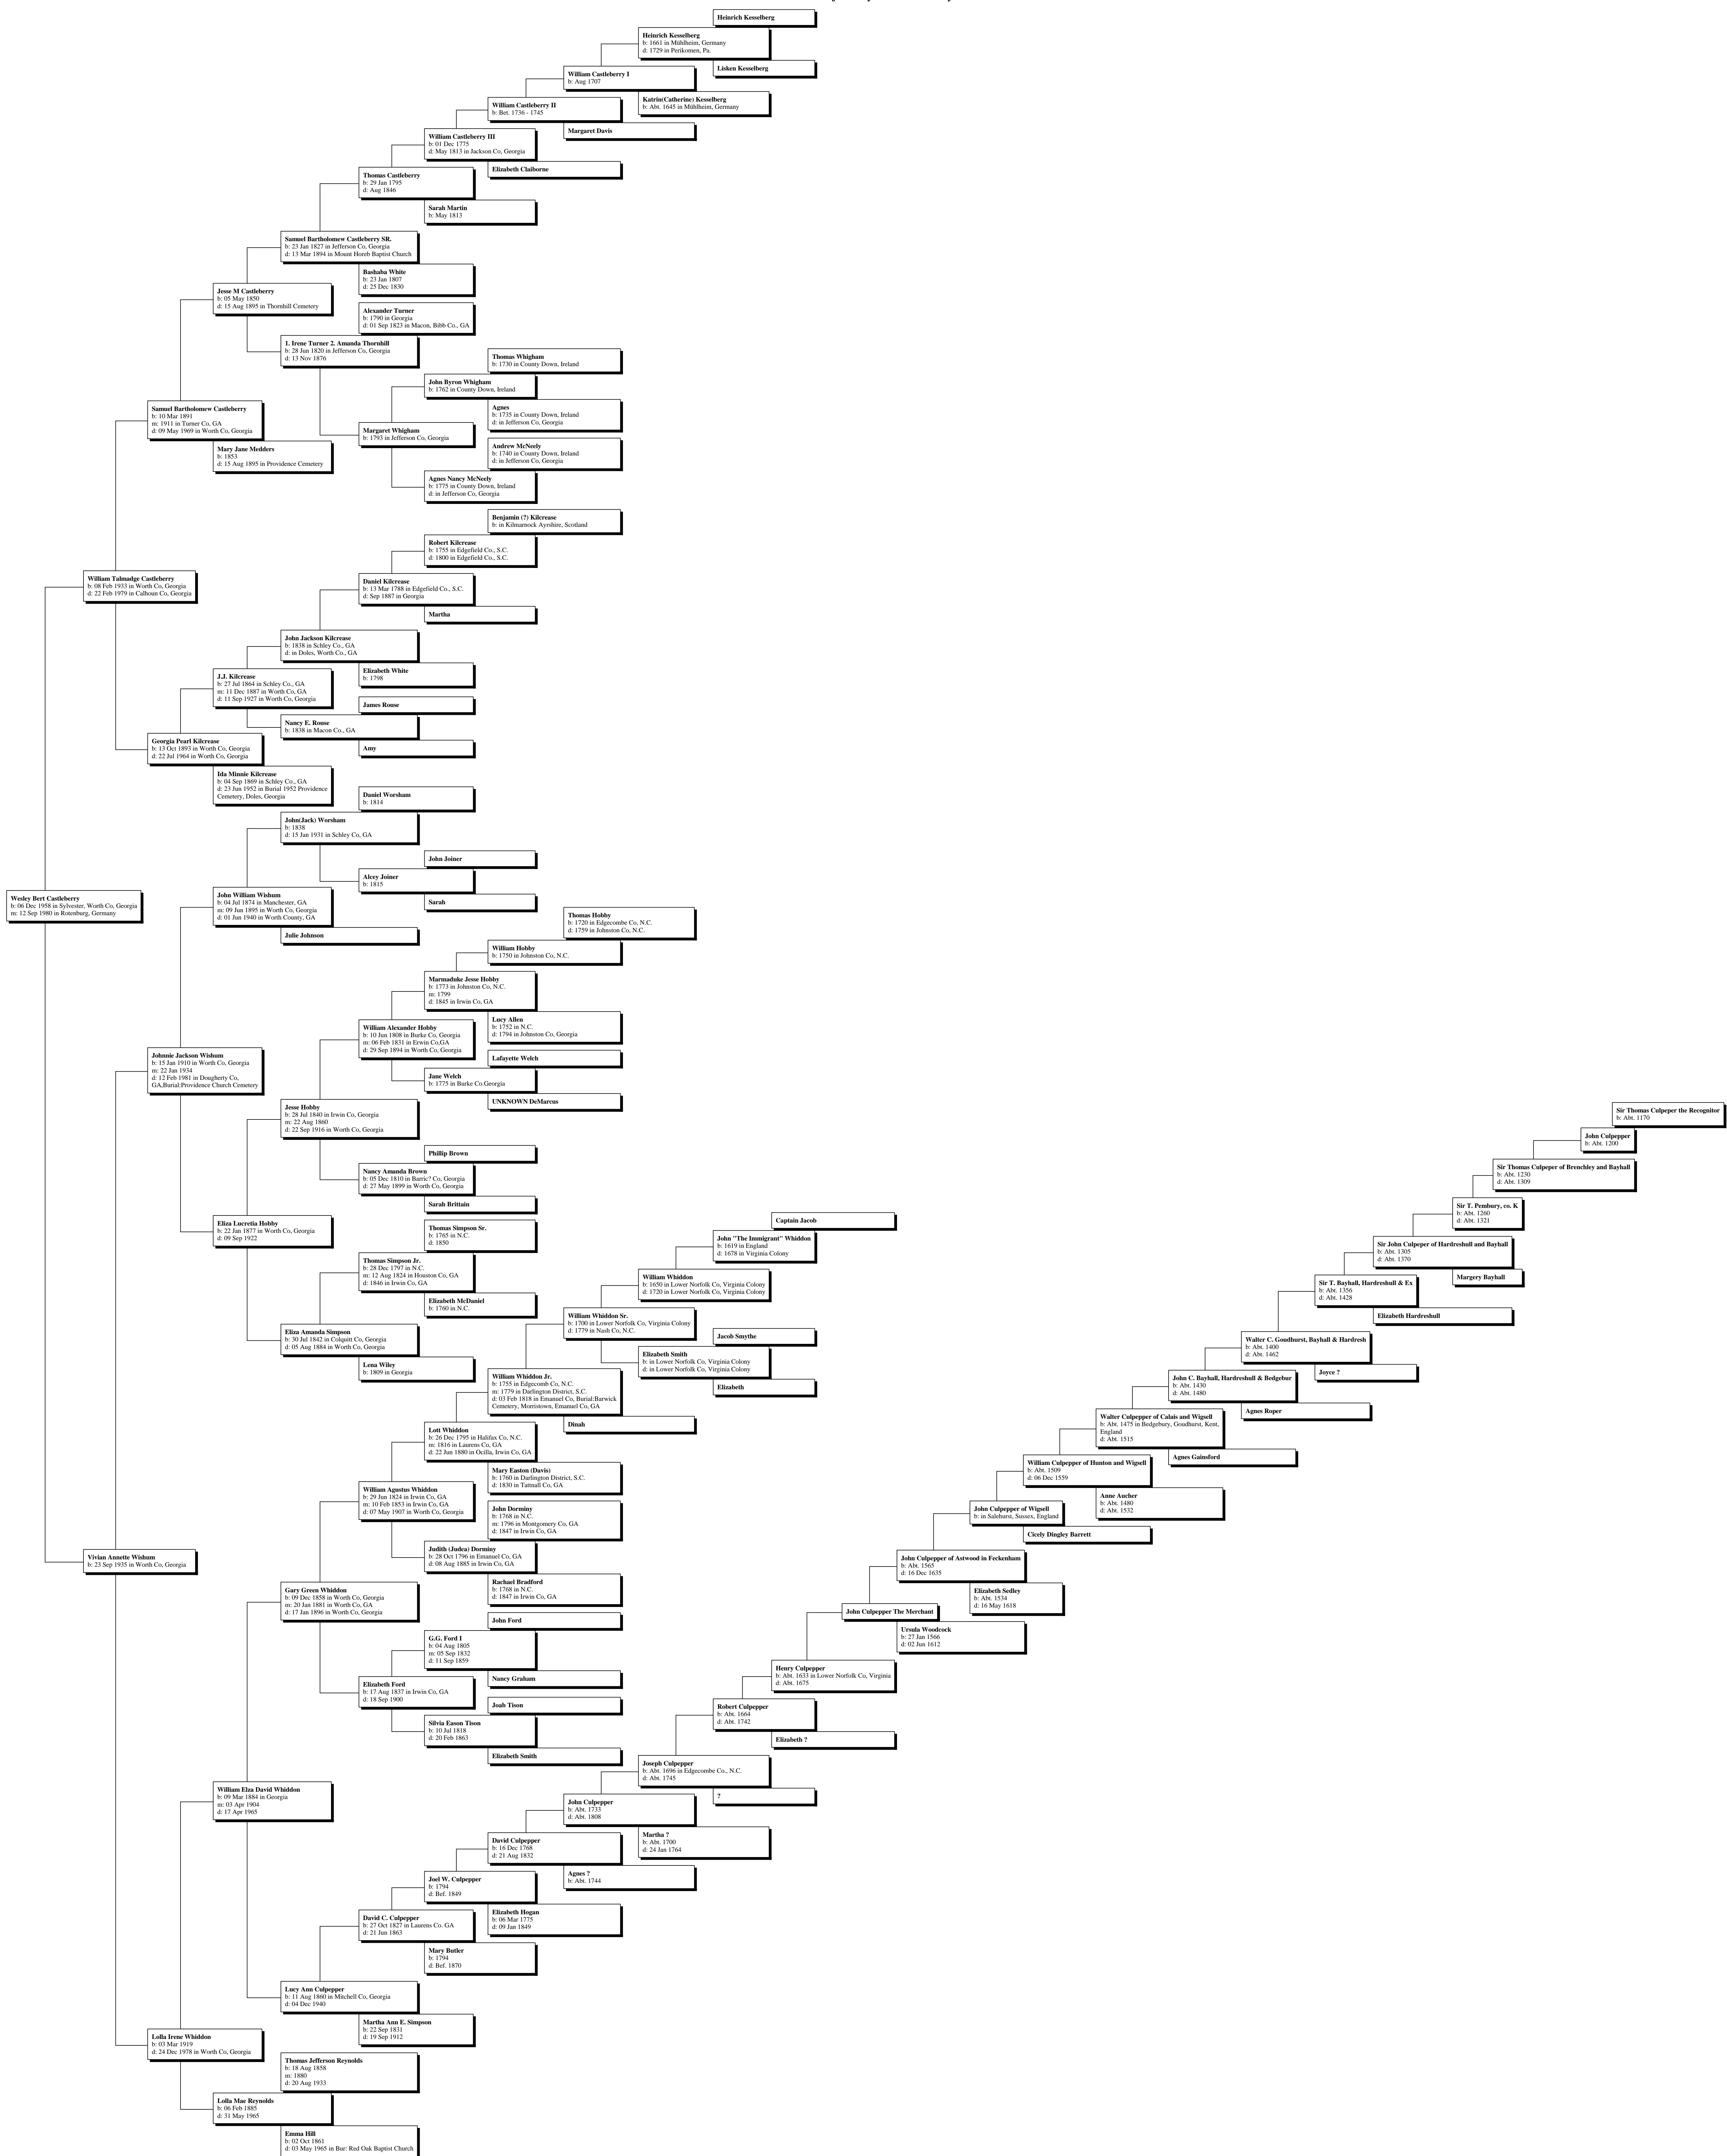 Heinrich Kesselberg
Heinrich Kesselberg
b: 1661 in Mühlheim, Germany
d: 1729 in Perikomen, Pa.
Lisken Kesselberg
William Castleberry I
b: Aug 1707
Katrin(Catherine) Kesselberg
b: Abt. 1645 in Mühlheim, Germany
William Castleberry II
b: Bet. 1736 - 1745
Margaret Davis
William Castleberry III
b: 01 Dec 1775
d: May 1813 in Jackson Co, Georgia
Elizabeth Claiborne
Thomas Castleberry
b: 29 Jan 1795
d: Aug 1846
Sarah Martin
b: May 1813
Samuel Bartholomew Castleberry SR.
b: 23 Jan 1827 in Jefferson Co, Georgia
d: 13 Mar 1894 in Mount Horeb Baptist Church
Bashaba White
b: 23 Jan 1807
d: 25 Dec 1830
Jesse M Castleberry
b: 05 May 1850
d: 15 Aug 1895 in Thornhill Cemetery
Alexander Turner
b: 1790 in Georgia
d: 01 Sep 1823 in Macon, Bibb Co., GA
1. Irene Turner 2. Amanda Thornhill
b: 28 Jun 1820 in Jefferson Co, Georgia
d: 13 Nov 1876
Thomas Whigham
b: 1730 in County Down, Ireland
John Byron Whigham
b: 1762 in County Down, Ireland
Agnes
b: 1735 in County Down, Ireland
d: in Jefferson Co, Georgia
Samuel Bartholomew Castleberry
b: 10 Mar 1891
m: 1911 in Turner Co, GA
d: 09 May 1969 in Worth Co, Georgia
Margaret Whigham
b: 1793 in Jefferson Co, Georgia
Andrew McNeely
b: 1740 in County Down, Ireland
d: in Jefferson Co, Georgia
Mary Jane Medders
b: 1853
d: 15 Aug 1895 in Providence Cemetery
Agnes Nancy McNeely
b: 1775 in County Down, Ireland
d: in Jefferson Co, Georgia
Benjamin (?) Kilcrease
b: in Kilmarnock Ayrshire, Scotland
Robert Kilcrease
b: 1755 in Edgefield Co., S.C.
d: 1800 in Edgefield Co., S.C.
William Talmadge Castleberry
b: 08 Feb 1933 in Worth Co, Georgia
d: 22 Feb 1979 in Calhoun Co, Georgia
Daniel Kilcrease
b: 13 Mar 1788 in Edgefield Co., S.C.
d: Sep 1887 in Georgia
Martha
John Jackson Kilcrease
b: 1838 in Schley Co., GA
d: in Doles, Worth Co., GA
Elizabeth White
b: 1798
J.J. Kilcrease
b: 27 Jul 1864 in Schley Co., GA
m: 11 Dec 1887 in Worth Co, GA
d: 11 Sep 1927 in Worth Co, Georgia
James Rouse
Nancy E. Rouse
b: 1838 in Macon Co., GA
Georgia Pearl Kilcrease
b: 13 Oct 1893 in Worth Co, Georgia
d: 22 Jul 1964 in Worth Co, Georgia
Amy
Ida Minnie Kilcrease
b: 04 Sep 1869 in Schley Co., GA
d: 23 Jun 1952 in Burial 1952 Providence
Cemetery, Doles, Georgia
Daniel Worsham
b: 1814
John(Jack) Worsham
b: 1838
d: 15 Jan 1931 in Schley Co, GA
John Joiner
Alcey Joiner
b: 1815
Sarah
Wesley Bert Castleberry
b: 06 Dec 1958 in Sylvester, Worth Co, Georgia
m: 12 Sep 1980 in Rotenburg, Germany
John William Wishum
b: 04 Jul 1874 in Manchester, GA
m: 09 Jun 1895 in Worth Co, Georgia
d: 01 Jun 1940 in Worth County, GA
Julie Johnson
Thomas Hobby
b: 1720 in Edgecombe Co, N.C.
d: 1759 in Johnston Co, N.C.
William Hobby
b: 1750 in Johnston Co, N.C.
Marmaduke Jesse Hobby
b: 1773 in Johnston Co, N.C.
m: 1799
d: 1845 in Irwin Co, GA
Lucy Allen
b: 1752 in N.C.
d: 1794 in Johnston Co, Georgia
William Alexander Hobby
b: 10 Jun 1808 in Burke Co, Georgia
m: 06 Feb 1831 in Erwin Co,GA
d: 29 Sep 1894 in Worth Co, Georgia
Lafayette Welch
Johnnie Jackson Wishum
b: 15 Jan 1910 in Worth Co, Georgia
m: 22 Jan 1934
d: 12 Feb 1981 in Dougherty Co,
GA,Burial:Providence Church Cemetery
Jane Welch
b: 1775 in Burke Co.Georgia
UNKNOWN DeMarcus
Jesse Hobby
b: 28 Jul 1840 in Irwin Co, Georgia
m: 22 Aug 1860
d: 22 Sep 1916 in Worth Co, Georgia
Phillip Brown
Nancy Amanda Brown
b: 05 Dec 1810 in Barric? Co, Georgia
d: 27 May 1899 in Worth Co, Georgia
Sarah Brittain
Eliza Lucretia Hobby
b: 22 Jan 1877 in Worth Co, Georgia
d: 09 Sep 1922
Thomas Simpson Sr.
b: 1765 in N.C.
d: 1850
Thomas Simpson Jr.
b: 28 Dec 1797 in N.C.
m: 12 Aug 1824 in Houston Co, GA
d: 1846 in Irwin Co, GA
Elizabeth McDaniel
b: 1760 in N.C.
Eliza Amanda Simpson
b: 30 Jul 1842 in Colquitt Co, Georgia
d: 05 Aug 1884 in Worth Co, Georgia
Lena Wiley
b: 1809 in Georgia
Captain Jacob
John "The Immigrant" Whiddon
b: 1619 in England
d: 1678 in Virginia Colony
William Whiddon
b: 1650 in Lower Norfolk Co, Virginia Colony
d: 1720 in Lower Norfolk Co, Virginia Colony
William Whiddon Sr.
b: 1700 in Lower Norfolk Co, Virginia Colony
d: 1779 in Nash Co, N.C.
Jacob Smythe
Elizabeth Smith
b: in Lower Norfolk Co, Virginia Colony
d: in Lower Norfolk Co, Virginia Colony
Elizabeth
William Whiddon Jr.
b: 1755 in Edgecomb Co, N.C.
m: 1779 in Darlington District, S.C.
d: 03 Feb 1818 in Emanuel Co, Burial:Barwick
Cemetery, Morristown, Emanuel Co, GA
Dinah
Lott Whiddon
b: 26 Dec 1795 in Halifax Co, N.C.
m: 1816 in Laurens Co, GA
d: 22 Jun 1880 in Ocilla, Irwin Co, GA
Mary Easton (Davis)
b: 1760 in Darlington District, S.C.
d: 1830 in Tattnall Co, GA
William Agustus Whiddon
b: 29 Jun 1824 in Irwin Co, GA
m: 10 Feb 1853 in Irwin Co, GA
d: 07 May 1907 in Worth Co, Georgia
John Dorminy
b: 1768 in N.C.
m: 1796 in Montgomery Co, GA
d: 1847 in Irwin Co, GA
Judith (Judea) Dorminy
b: 28 Oct 1796 in Emanuel Co, GA
d: 08 Aug 1885 in Irwin Co, GA
Rachael Bradford
b: 1768 in N.C.
d: 1847 in Irwin Co, GA
Vivian Annette Wishum
b: 23 Sep 1935 in Worth Co, Georgia
Gary Green Whiddon
b: 09 Dec 1858 in Worth Co, Georgia
m: 20 Jan 1881 in Worth Co, GA
d: 17 Jan 1896 in Worth Co, Georgia
John Ford
G.G. Ford I
b: 04 Aug 1805
m: 05 Sep 1832
d: 11 Sep 1859
Nancy Graham
Elizabeth Ford
b: 17 Aug 1837 in Irwin Co, GA
d: 18 Sep 1900
Joab Tison
Silvia Eason Tison
b: 10 Jul 1818
d: 20 Feb 1863
Elizabeth Smith
William Elza David Whiddon
b: 09 Mar 1884 in Georgia
m: 03 Apr 1904
d: 17 Apr 1965
Sir Thomas Culpeper the Recognitor
b: Abt. 1170
John Culpepper
b: Abt. 1200
Sir Thomas Culpeper of Brenchley and Bayhall
b: Abt. 1230
d: Abt. 1309
Sir T. Pembury, co. K
b: Abt. 1260
d: Abt. 1321
Sir John Culpeper of Hardreshull and Bayhall
b: Abt. 1305
d: Abt. 1370
Margery Bayhall
Sir T. Bayhall, Hardreshull & Ex
b: Abt. 1356
d: Abt. 1428
Elizabeth Hardreshull
Walter C. Goudhurst, Bayhall & Hardresh
b: Abt. 1400
d: Abt. 1462
Joyce ?
John C. Bayhall, Hardreshull & Bedgebur
b: Abt. 1430
d: Abt. 1480
Agnes Roper
Walter Culpepper of Calais and Wigsell
b: Abt. 1475 in Bedgebury, Goudhurst, Kent,
England
d: Abt. 1515
Agnes Gainsford
William Culpepper of Hunton and Wigsell
b: Abt. 1509
d: 06 Dec 1559
Anne Aucher
b: Abt. 1480
d: Abt. 1532
John Culpepper of Wigsell
b: in Salehurst, Sussex, England
Cicely Dingley Barrett
John Culpepper of Astwood in Feckenham
b: Abt. 1565
d: 16 Dec 1635
Elizabeth Sedley
b: Abt. 1534
d: 16 May 1618
John Culpepper The Merchant
Ursula Woodcock
b: 27 Jan 1566
d: 02 Jun 1612
Henry Culpepper
b: Abt. 1633 in Lower Norfolk Co, Virginia
d: Abt. 1675
Robert Culpepper
b: Abt. 1664
d: Abt. 1742
Elizabeth ?
Joseph Culpepper
b: Abt. 1696 in Edgecombe Co., N.C.
d: Abt. 1745
?
John Culpepper
b: Abt. 1733
d: Abt. 1808
Martha ?
b: Abt. 1700
d: 24 Jan 1764
David Culpepper
b: 16 Dec 1768
d: 21 Aug 1832
Agnes ?
b: Abt. 1744
Joel W. Culpepper
b: 1794
d: Bef. 1849
Elizabeth Hogan
b: 06 Mar 1775
d: 09 Jan 1849
David C. Culpepper
b: 27 Oct 1827 in Laurens Co. GA
d: 21 Jun 1863
Mary Butler
b: 1794
d: Bef. 1870
Lucy Ann Culpepper
b: 11 Aug 1860 in Mitchell Co, Georgia
d: 04 Dec 1940
Martha Ann E. Simpson
b: 22 Sep 1831
d: 19 Sep 1912
Lolla Irene Whiddon
b: 03 Mar 1919
d: 24 Dec 1978 in Worth Co, Georgia
Thomas Jefferson Reynolds
b: 18 Aug 1858
m: 1880
d: 20 Aug 1933
Lolla Mae Reynolds
b: 06 Feb 1885
d: 31 May 1965
Emma Hill
b: 02 Oct 1861
d: 03 May 1965 in Bur: Red Oak Baptist Church